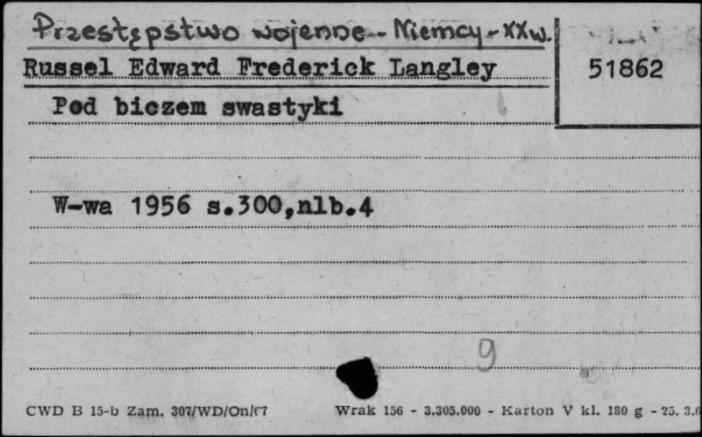 Przestępstwo wojenne - Niemcy - XX w.
Russel Edward Frederick Langley
51862
Pod biczem swastyki
W-wa 1956 s.300,nlb.4
9
CWD B 15-b Zam. 307/WD/On/67 Wrak 156 - 3.305.000 - Karton V kl. 180 g - 25. 3.6